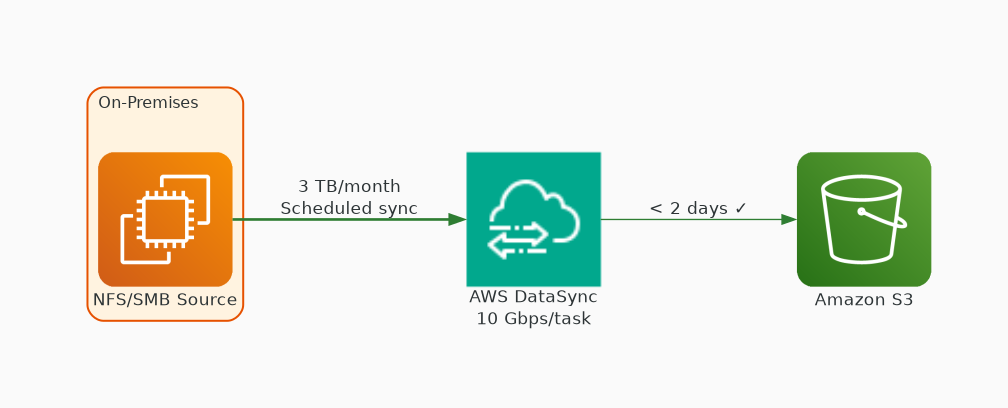 On-Premises
NFS/SMB Source
3 TB/month
Scheduled sync
AWS DataSync
10 Gbps/task
< 2 days ✓
Amazon S3